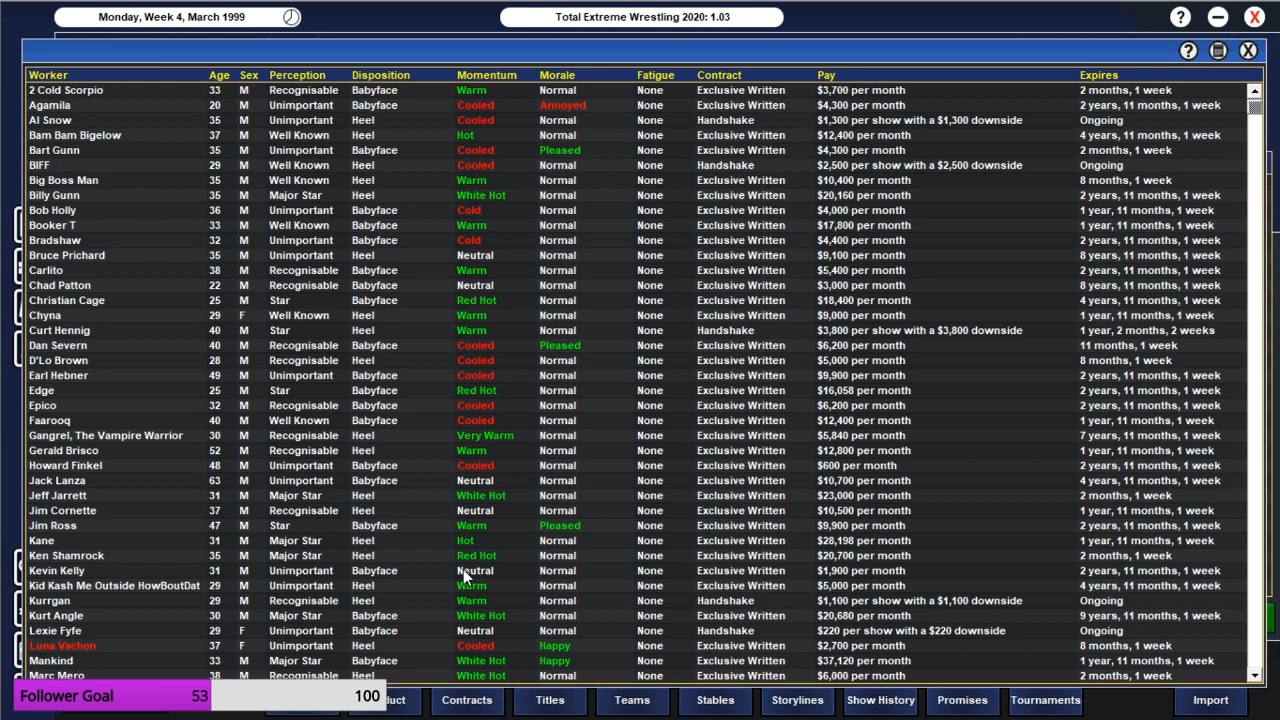 Monday, Week 4, March 1999
Total Extreme Wrestling 2020: 1.03
? X
? X
Worker Age Sex Perception Disposition Momentum Morale Fatigue Contract Pay Expires
2 Cold Scorpio 33 M Recognisable Babyface Warm Normal None Exclusive Written $3,700 per month 2 months, 1 week
Agamila 20 M Unimportant Babyface Cooled Annoyed None Exclusive Written $4,300 per month 2 years, 11 months, 1 week
Al Snow 35 M Unimportant Heel Cooled Normal None Handshake $1,300 per show with a $1,300 downside Ongoing
Bam Bam Bigelow 37 M Well Known Heel Hot Normal None Exclusive Written $12,400 per month 4 years, 11 months, 1 week
Bart Gunn 35 M Unimportant Babyface Cooled Pleased None Exclusive Written $4,300 per month 2 months, 1 week
BIFF 29 M Well Known Heel Cooled Normal None Handshake $2,500 per show with a $2,500 downside Ongoing
Big Boss Man 35 M Well Known Heel Warm Normal None Exclusive Written $10,400 per month 8 months, 1 week
Billy Gunn 35 M Major Star Heel White Hot Normal None Exclusive Written $20,160 per month 2 years, 11 months, 1 week
Bob Holly 36 M Unimportant Babyface Cold Normal None Exclusive Written $4,000 per month 1 year, 11 months, 1 week
Booker T 33 M Well Known Babyface Warm Normal None Exclusive Written $17,800 per month 1 year, 11 months, 1 week
Bradshaw 32 M Unimportant Babyface Cold Normal None Exclusive Written $4,400 per month 2 years, 11 months, 1 week
Bruce Prichard 35 M Unimportant Heel Neutral Normal None Exclusive Written $9,100 per month 8 years, 11 months, 1 week
Carlito 38 M Recognisable Babyface Warm Normal None Exclusive Written $5,400 per month 2 years, 11 months, 1 week
Chad Patton 22 M Recognisable Babyface Neutral Normal None Exclusive Written $3,000 per month 8 years, 11 months, 1 week
Christian Cage 25 M Star Babyface Red Hot Normal None Exclusive Written $18,400 per month 4 years, 11 months, 1 week
Chyna 29 F Well Known Babyface Warm Normal None Exclusive Written $9,000 per month 1 year, 11 months, 1 week
Curt Hennig 40 M Star Heel Warm Normal None Handshake $3,800 per show with a $3,800 downside 1 year, 2 months, 2 weeks
Dan Severn 40 M Recognisable Babyface Cooled Pleased None Exclusive Written $6,200 per month 11 months, 1 week
D'Lo Brown 28 M Recognisable Heel Cooled Normal None Exclusive Written $5,000 per month 8 months, 1 week
Earl Hebner 49 M Unimportant Babyface Cooled Normal None Exclusive Written $9,900 per month 2 years, 11 months, 1 week
Edge 25 M Star Babyface Red Hot Normal None Exclusive Written $16,058 per month 2 years, 11 months, 1 week
Epico 32 M Recognisable Babyface Cooled Normal None Exclusive Written $6,200 per month 2 years, 11 months, 1 week
Faarooq 40 M Well Known Babyface Cooled Normal None Exclusive Written $12,400 per month 1 year, 11 months, 1 week
Gangrel, The Vampire Warrior 30 M Recognisable Heel Very Warm Normal None Exclusive Written $5,840 per month 7 years, 11 months, 1 week
Gerald Brisco 52 M Recognisable Heel Warm Normal None Exclusive Written $12,800 per month 1 year, 11 months, 1 week
Howard Finkel 48 M Unimportant Babyface Cooled Normal None Exclusive Written $600 per month 2 years, 11 months, 1 week
Jack Lanza 63 M Unimportant Babyface Neutral Normal None Exclusive Written $10,700 per month 4 years, 11 months, 1 week
Jeff Jarrett 31 M Major Star Heel White Hot Normal None Exclusive Written $23,000 per month 2 months, 1 week
Jim Cornette 37 M Recognisable Heel Neutral Normal None Exclusive Written $10,500 per month 1 year, 11 months, 1 week
Jim Ross 47 M Star Babyface Warm Pleased None Exclusive Written $9,900 per month 2 years, 11 months, 1 week
Kane 31 M Major Star Heel Hot Normal None Exclusive Written $28,198 per month 1 year, 11 months, 1 week
Ken Shamrock 35 M Major Star Heel Red Hot Normal None Exclusive Written $20,700 per month 2 months, 1 week
Kevin Kelly 31 M Unimportant Babyface Neutral Normal None Exclusive Written $1,900 per month 2 years, 11 months, 1 week
Kid Kash Me Outside HowBoutDat 29 M Unimportant Heel Warm Normal None Exclusive Written $5,000 per month 4 years, 11 months, 1 week
Kurrgan 29 M Recognisable Heel Warm Normal None Handshake $1,100 per show with a $1,100 downside Ongoing
Kurt Angle 30 M Major Star Babyface White Hot Normal None Exclusive Written $20,680 per month 9 years, 11 months, 1 week
Lexie Fyfe 29 F Unimportant Babyface Neutral Normal None Handshake $220 per show with a $220 downside Ongoing
Luna Vachon 37 F Unimportant Heel Cooled Happy None Exclusive Written $2,700 per month 8 months, 1 week
Mankind 33 M Major Star Babyface White Hot Happy None Exclusive Written $37,120 per month 1 year, 11 months, 1 week
Marc Mero 38 M Recognisable Heel White Hot Normal None Exclusive Written $6,000 per month 2 months, 1 week
Follower Goal 53 100
duct Contracts Titles Teams Stables Storylines Show History Promises Tournaments Import